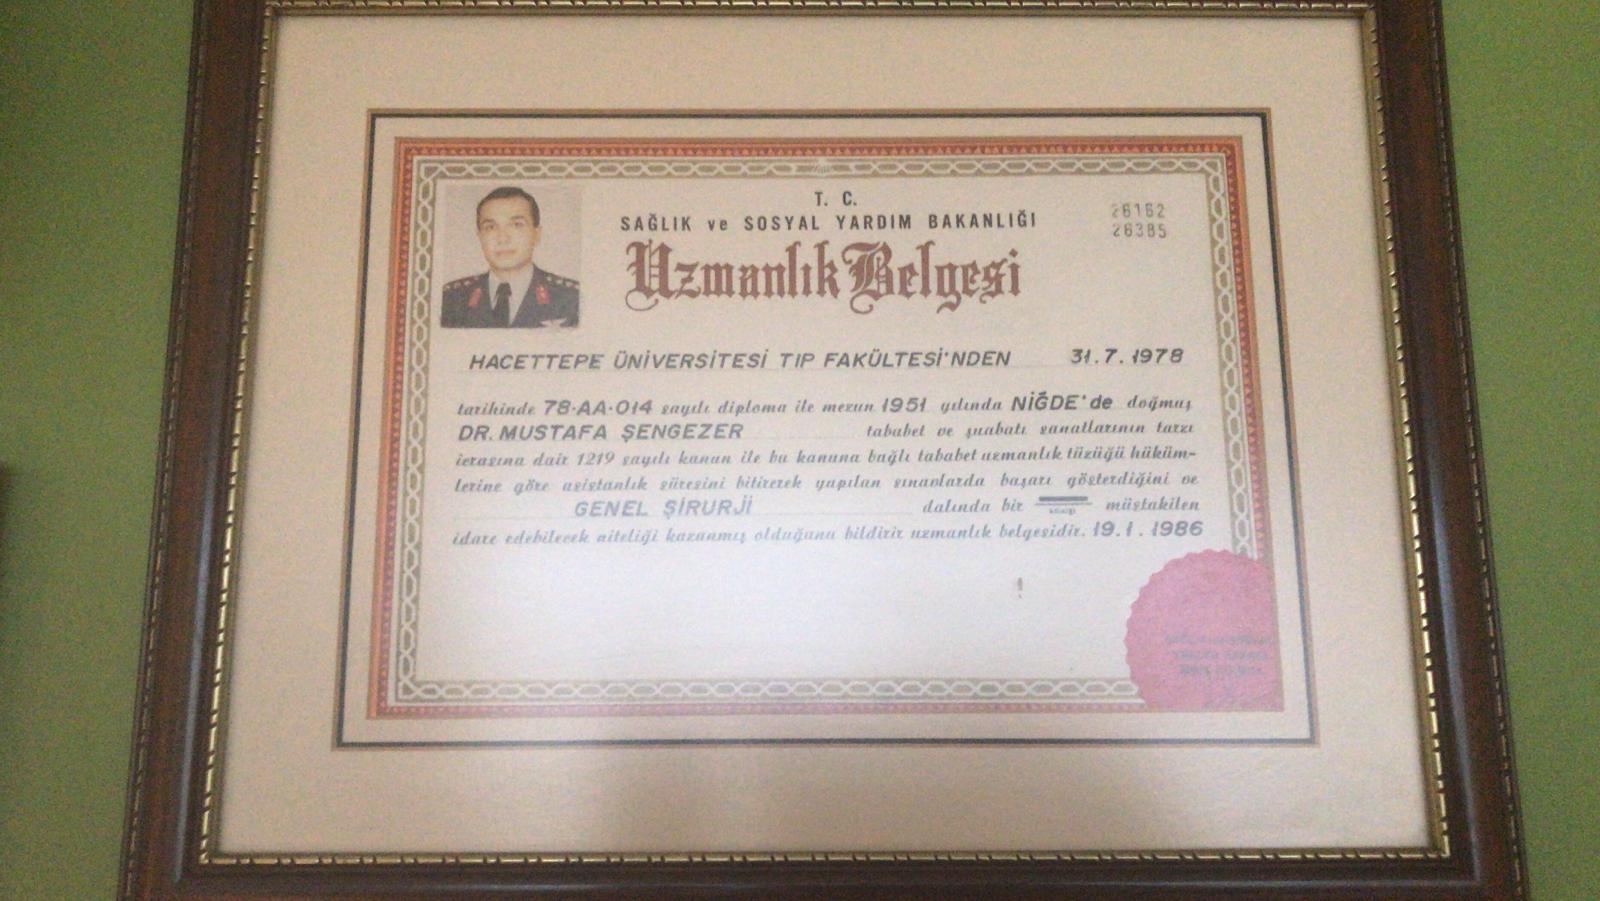 T. C.
SAĞLIK ve SOSYAL YARDIM BAKANLIĞI
26162
26385
Uzmanlık Belgesi
HACETTEPE ÜNİVERSİTESİ TIP FAKÜLTESİ'NDEN 31.7.1978
tarihinde 78-AA-014 sayılı diploma ile mezun 1951 yılında NİĞDE'de doğmuş
DR. MUSTAFA ŞENGEZER tababet ve şuabatı sanatlarının tarzı
icrasına dair 1219 sayılı kanun ile bu kanuna bağlı tababet uzmanlık tüzüğü hüküm-
lerine göre asistanlık süresini bitirerek yapılan sınavlarda başarı gösterdiğini ve
GENEL ŞİRURJİ dalında bir müstakilen
idare edebilecek niteliği kazanmış olduğunu bildirir uzmanlık belgesidir. 19.1.1986